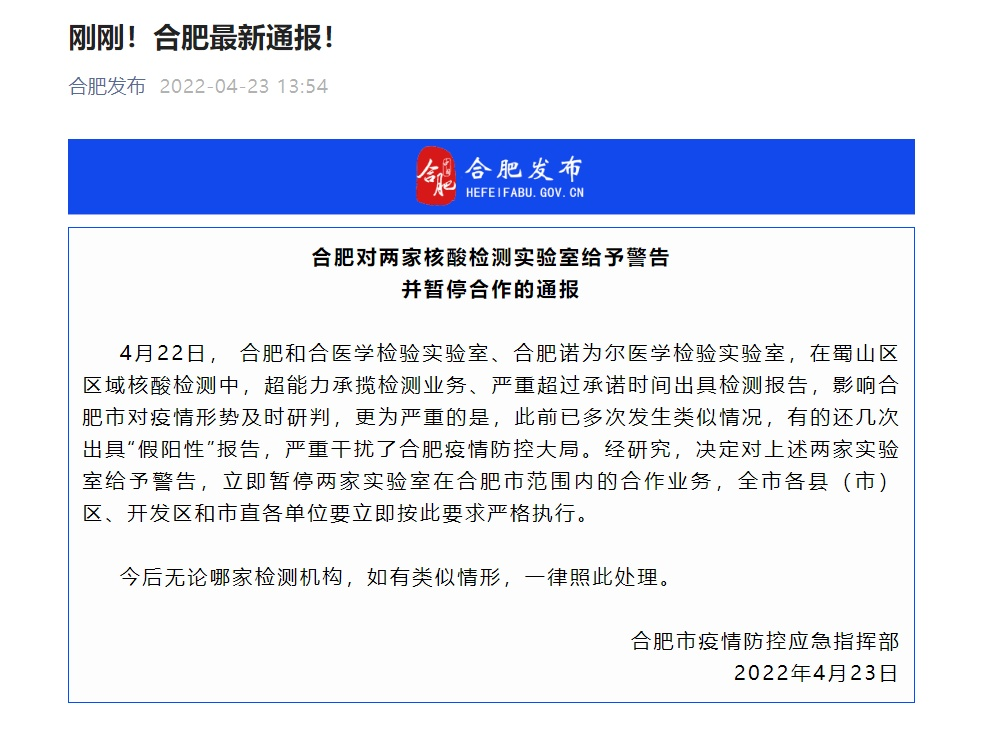 刚刚！合肥最新通报！
合肥发布 2022-04-23 13:54
合肥
中国
合肥发布
HEFEIFABU.GOV.CN
合肥对两家核酸检测实验室给予警告
并暂停合作的通报
4月22日， 合肥和合医学检验实验室、合肥诺为尔医学检验实验室，在蜀山区
区域核酸检测中，超能力承揽检测业务、严重超过承诺时间出具检测报告，影响合
肥市对疫情形势及时研判，更为严重的是，此前已多次发生类似情况，有的还几次
出具“假阳性”报告，严重干扰了合肥疫情防控大局。经研究，决定对上述两家实验
室给予警告，立即暂停两家实验室在合肥市范围内的合作业务，全市各县（市）
区、开发区和市直各单位要立即按此要求严格执行。
今后无论哪家检测机构，如有类似情形，一律照此处理。
合肥市疫情防控应急指挥部
2022年4月23日